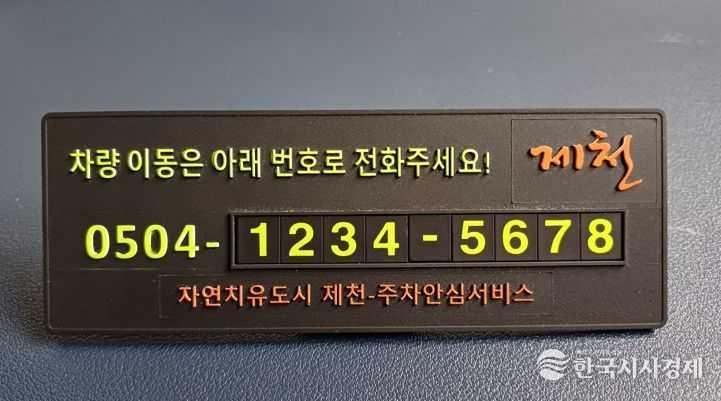 차량 이동은 아래 번호로 전화주세요! 제천
0504-1234-5678
자연치유도시 제천-주차안심서비스
한국시사경제